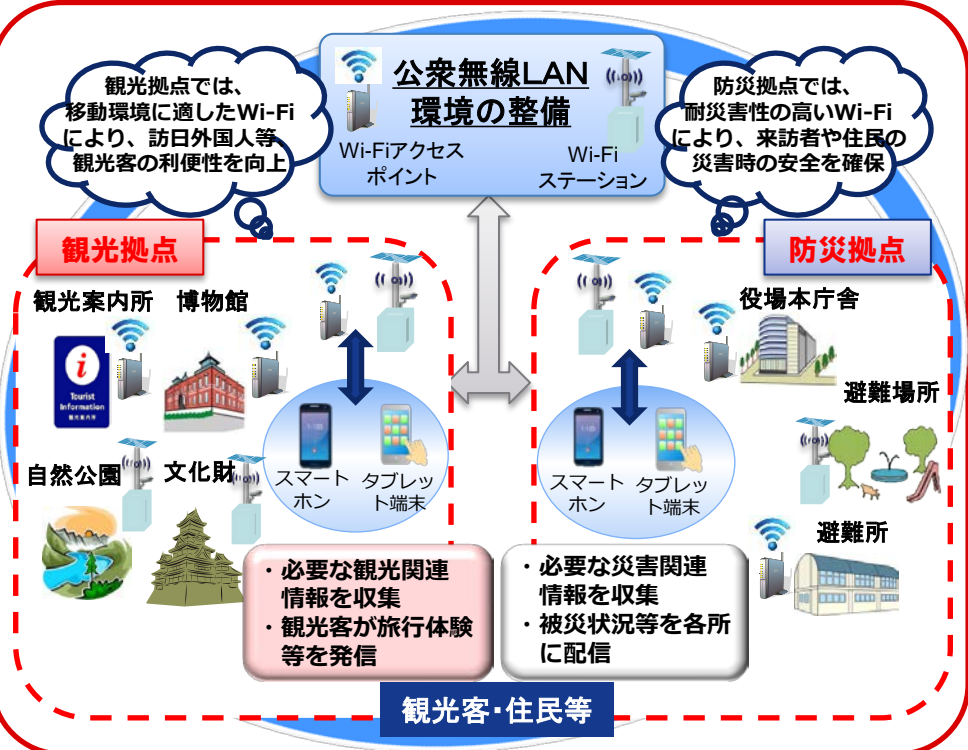 公衆無線LAN
環境の整備
Wi-Fiアクセス
ポイント
Wi-Fi
ステーション
観光拠点では、
移動環境に適したWi-Fi
により、訪日外国人等
観光客の利便性を向上
防災拠点では、
耐災害性の高いWi-Fi
により、来訪者や住民の
災害時の安全を確保
観光拠点
観光案内所
博物館
i
Tourist
Information
観光案内所
自然公園
文化財
スマート
ホン
タブレッ
ト端末
・必要な観光関連
情報を収集
・観光客が旅行体験
等を発信
防災拠点
役場本庁舎
避難場所
避難所
スマート
ホン
タブレッ
ト端末
・必要な災害関連
情報を収集
・被災状況等を各所
に配信
観光客・住民等